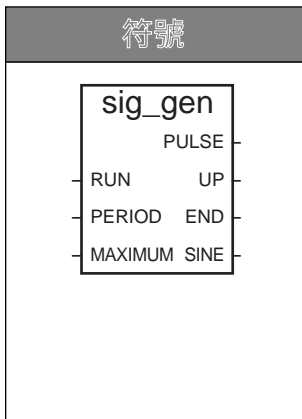 符號
sig_gen
PULSE
RUN UP
PERIOD END
MAXIMUM SINE